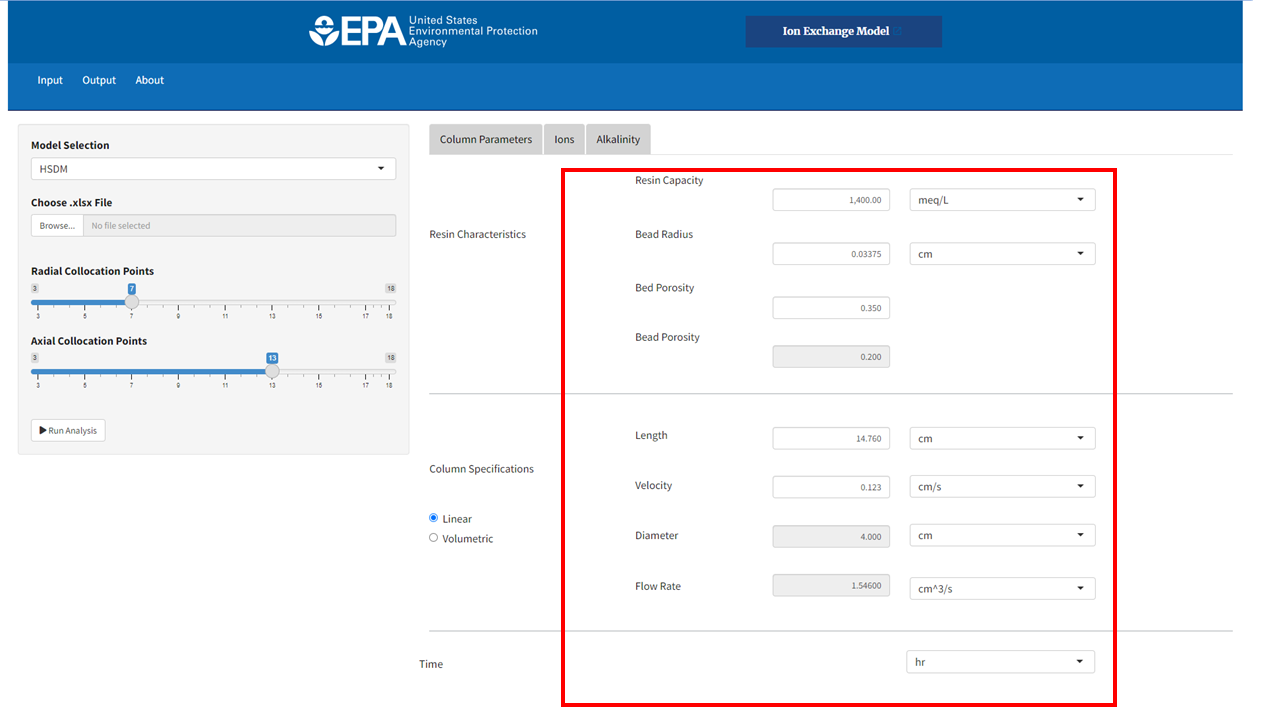 EPA United States
Environmental Protection
Agency
Ion Exchange Model
Input Output About
Model Selection
HSDM
Choose .xlsx File
Browse... No file selected
Radial Collocation Points
3 7 18
3 5 7 9 11 13 15 17 18
Axial Collocation Points
3 13 18
3 5 7 9 11 13 15 17 18
Run Analysis
Column Parameters Ions Alkalinity
Resin Characteristics
Resin Capacity
1,400.00 meq/L
Bead Radius
0.03375 cm
Bed Porosity
0.350
Bead Porosity
0.200
Column Specifications
Linear
Volumetric
Length
14.760 cm
Velocity
0.123 cm/s
Diameter
4.000 cm
Flow Rate
1.54600 cm^3/s
Time
hr